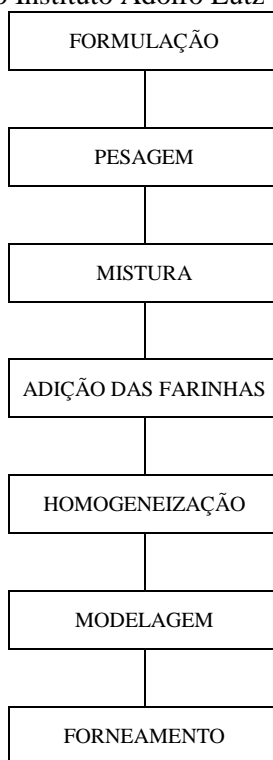 Instituto Adolfo Lutz
FORMULAÇÃO
PESAGEM
MISTURA
ADIÇÃO DAS FARINHAS
HOMOGENEIZAÇÃO
MODELAGEM
FORNEAMENTO